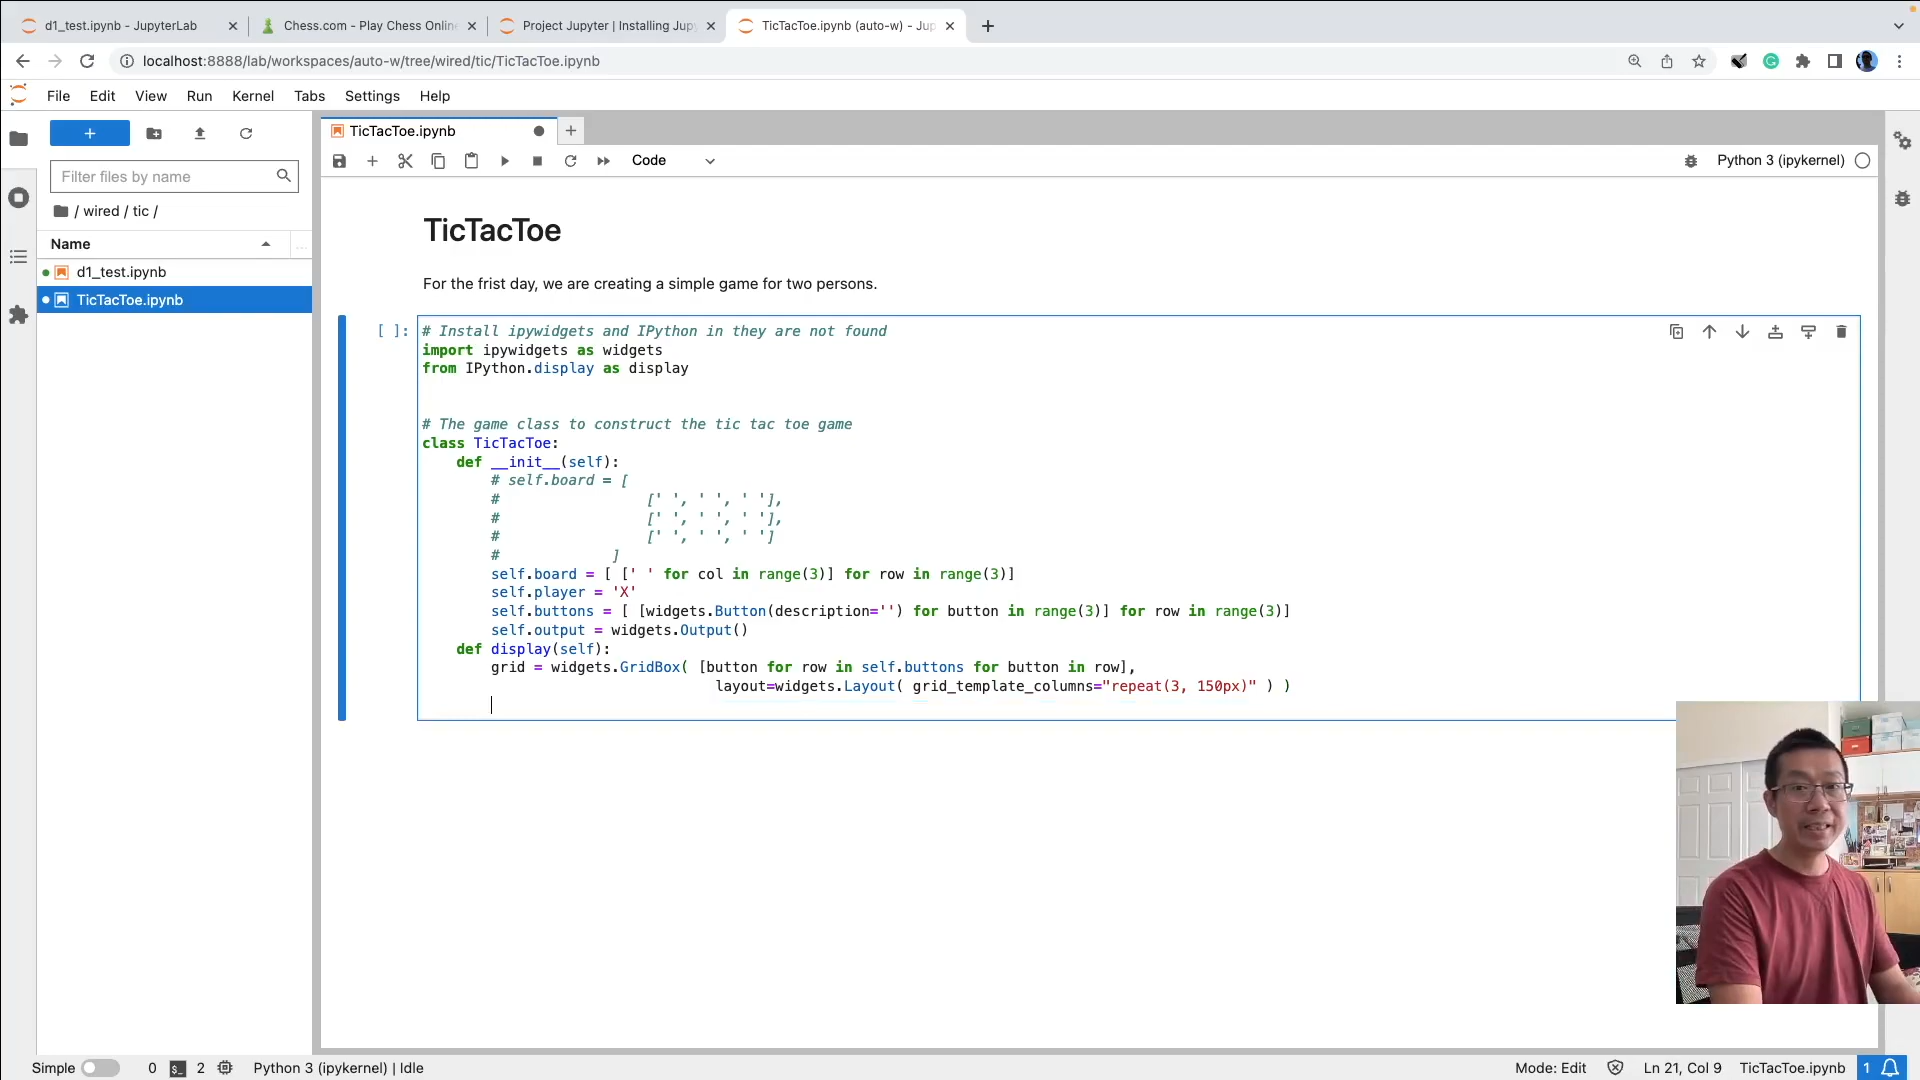 d1_test.ipynb - JupyterLab
Chess.com - Play Chess Online
Project Jupyter | Installing Jupy
TicTacToe.ipynb (auto-w) - Jup
localhost:8888/lab/workspaces/auto-w/tree/wired/tic/TicTacToe.ipynb
File Edit View Run Kernel Tabs Settings Help
TicTacToe.ipynb
Filter files by name
Code
Python 3 (ipykernel)
/ wired / tic /
Name
d1_test.ipynb
TicTacToe.ipynb
TicTacToe
For the frist day, we are creating a simple game for two persons.
[ ]:
# Install ipywidgets and IPython in they are not found
import ipywidgets as widgets
from IPython.display as display
# The game class to construct the tic tac toe game
class TicTacToe:
def __init__(self):
# self.board = [
# [' ', ' ', ' '],
# [' ', ' ', ' '],
# [' ', ' ', ' ']
# ]
self.board = [ [' ' for col in range(3)] for row in range(3)]
self.player = 'X'
self.buttons = [ [widgets.Button(description='') for button in range(3)] for row in range(3)]
self.output = widgets.Output()
def display(self):
grid = widgets.GridBox( [button for row in self.buttons for button in row],
layout=widgets.Layout( grid_template_columns="repeat(3, 150px)" ) )
Simple 0 $_ 2 Python 3 (ipykernel) | Idle
Mode: Edit Ln 21, Col 9 TicTacToe.ipynb 1